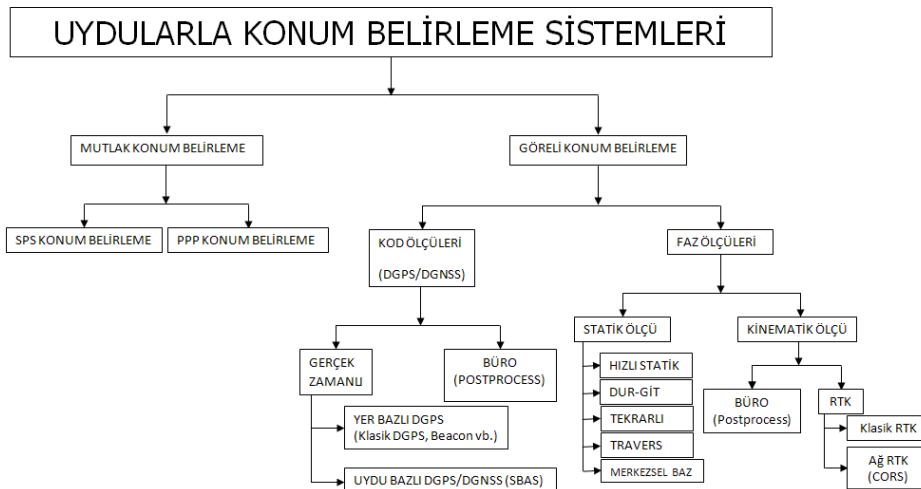 UYDULARLA KONUM BELİRLEME SİSTEMLERİ
MUTLAK KONUM BELİRLEME
GÖRELİ KONUM BELİRLEME
SPS KONUM BELİRLEME
PPP KONUM BELİRLEME
KOD ÖLÇÜLERİ
(DGPS/DGNSS)
FAZ ÖLÇÜLERİ
STATİK ÖLÇÜ
KİNEMATİK ÖLÇÜ
GERÇEK
ZAMANLI
BÜRO
(POSTPROCESS)
HIZLI STATİK
DUR-GİT
TEKRARLI
TRAVERS
MERKEZSEL BAZ
BÜRO
(Postprocess)
RTK
Klasik RTK
Ağ RTK
(CORS)
YER BAZLI DGPS
(Klasik DGPS, Beacon vb.)
UYDU BAZLI DGPS/DGNSS (SBAS)